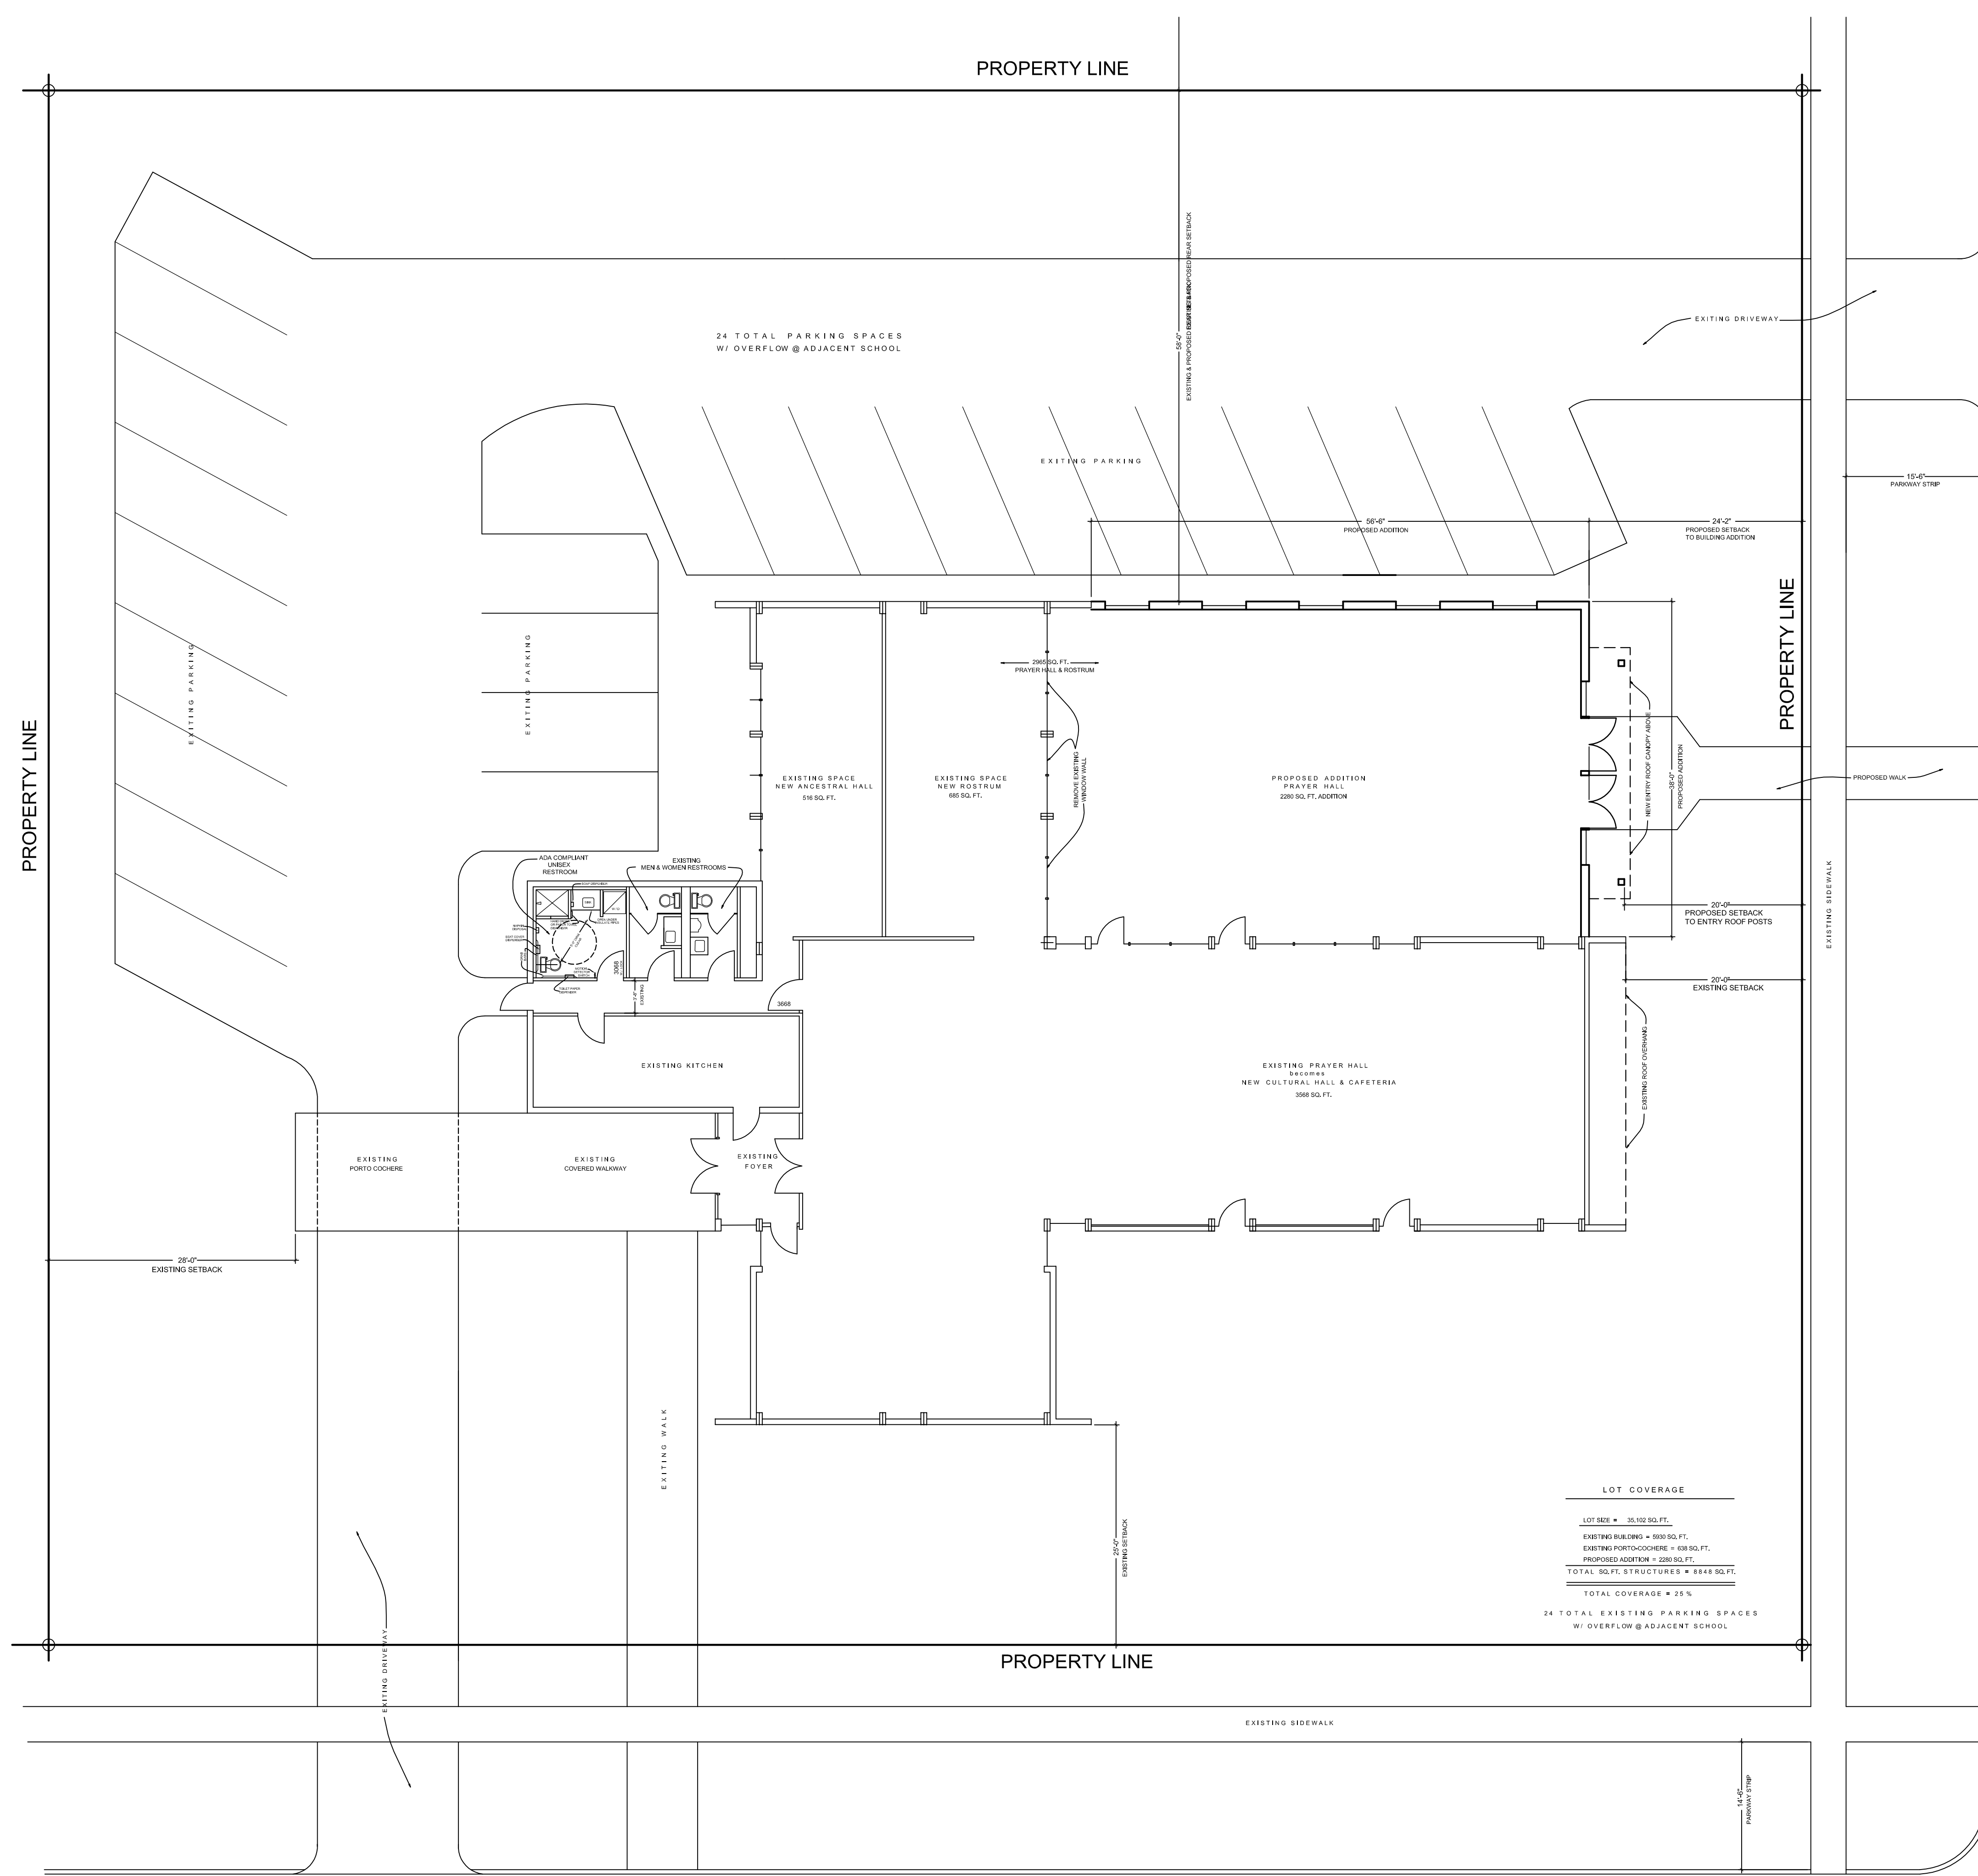 PROPERTY LINE
58'-0"
EXISTING & PROPOSED REAR SETBACK
24 TOTAL PARKING SPACES
W/ OVERFLOW @ ADJACENT SCHOOL
EXITING DRIVEWAY
EXITING PARKING
15'-6"
PARKWAY STRIP
56'-6"
PROPOSED ADDITION
24'-2"
PROPOSED SETBACK
TO BUILDING ADDITION
PROPERTY LINE
EXITING PARKING
EXITING PARKING
2965 SQ. FT.
PRAYER HALL & ROSTRUM
REMOVE EXISTING
WINDOW WALL
EXISTING SPACE
NEW ANCESTRAL HALL
516 SQ. FT.
EXISTING SPACE
NEW ROSTRUM
685 SQ. FT.
PROPOSED ADDITION
PRAYER HALL
2280 SQ. FT. ADDITION
NEW ENTRY ROOF CANOPY ABOVE
38'-0"
PROPOSED ADDITION
PROPOSED WALK
PROPERTY LINE
EXISTING SIDEWALK
ADA COMPLIANT
UNISEX
RESTROOM
EXISTING
MEN & WOMEN RESTROOMS
20'-0"
PROPOSED SETBACK
TO ENTRY ROOF POSTS
20'-0"
EXISTING SETBACK
3068
EXISTING
3668
EXISTING KITCHEN
EXISTING PRAYER HALL
becomes
NEW CULTURAL HALL & CAFETERIA
3568 SQ. FT.
EXISTING ROOF OVERHANG
EXISTING
PORTO COCHERE
EXISTING
COVERED WALKWAY
EXISTING
FOYER
28'-0"
EXISTING SETBACK
EXITING WALK
25'-0"
EXISTING SETBACK
LOT COVERAGE
LOT SIZE = 35,102 SQ. FT.
EXISTING BUILDING = 5930 SQ. FT.
EXISTING PORTO-COCHERE = 638 SQ. FT.
PROPOSED ADDITION = 2280 SQ. FT.
TOTAL SQ. FT. STRUCTURES = 8848 SQ. FT.
TOTAL COVERAGE = 25 %
24 TOTAL EXISTING PARKING SPACES
W/ OVERFLOW @ ADJACENT SCHOOL
EXITING DRIVEWAY
PROPERTY LINE
EXISTING SIDEWALK
14'-6"
PARKWAY STRIP